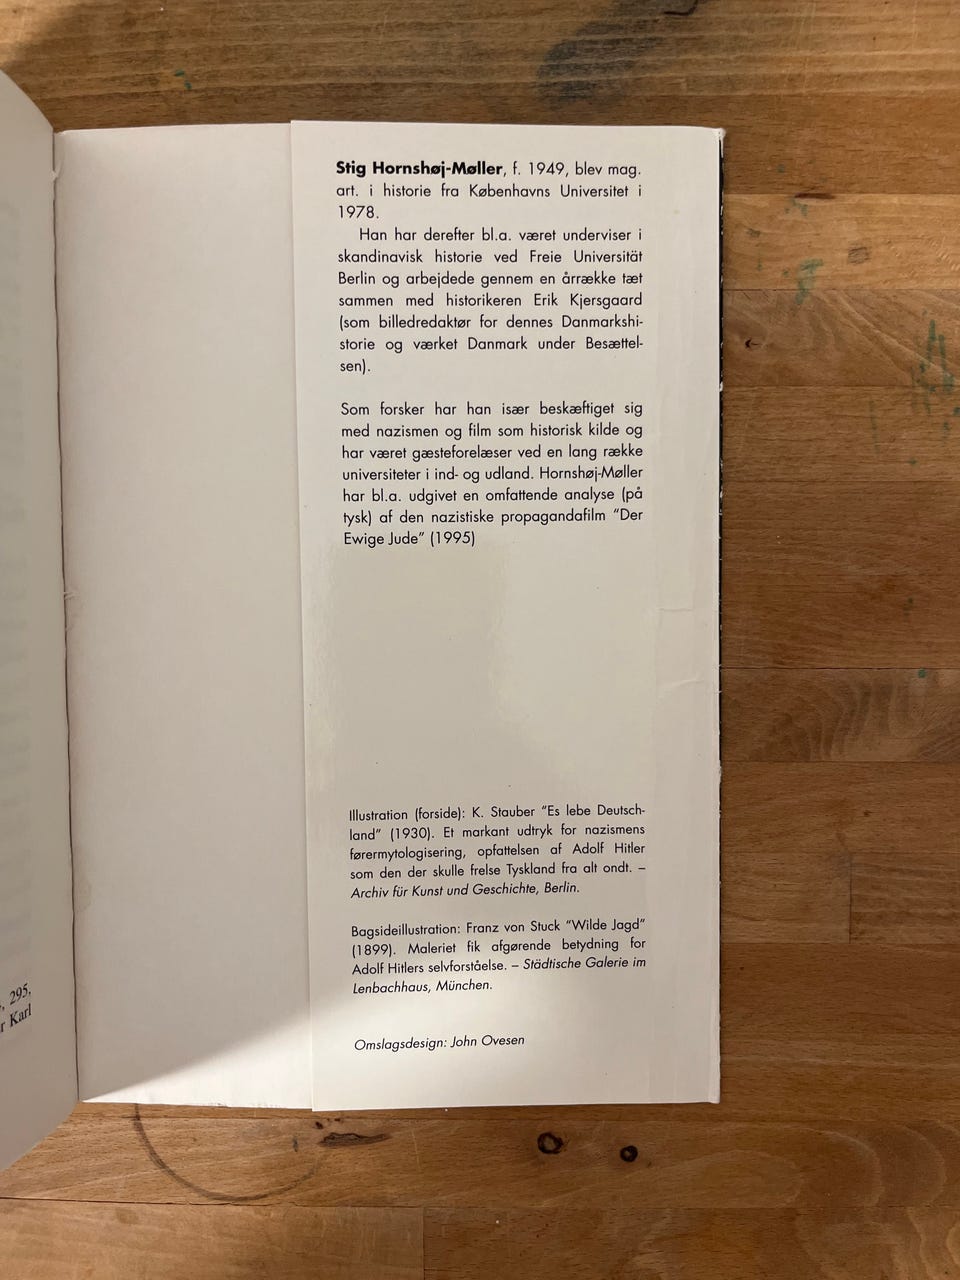 Stig Hornshøj-Møller, f. 1949, blev mag.
art. i historie fra Københavns Universitet i
1978.
Han har derefter bl.a. været underviser i
skandinavisk historie ved Freie Universität
Berlin og arbejdede gennem en årrække tæt
sammen med historikeren Erik Kjersgaard
(som billedredaktør for dennes Danmarkshi-
storie og værket Danmark under Besættel-
sen).
Som forsker har han især beskæftiget sig
med nazismen og film som historisk kilde og
har været gæsteforelæser ved en lang række
universiteter i ind- og udland. Hornshøj-Møller
har bl.a. udgivet en omfattende analyse (på
tysk) af den nazistiske propagandafilm "Der
Ewige Jude" (1995)
Illustration (forside): K. Stauber "Es lebe Deutsch-
land" (1930). Et markant udtryk for nazismens
førermytologisering, opfattelsen af Adolf Hitler
som den der skulle frelse Tyskland fra alt ondt. –
Archiv für Kunst und Geschichte, Berlin.
Bagsideillustration: Franz von Stuck "Wilde Jagd"
(1899). Maleriet fik afgørende betydning for
Adolf Hitlers selvforståelse. – Städtische Galerie im
Lenbachhaus, München.
Omslagsdesign: John Ovesen
295,
Karl